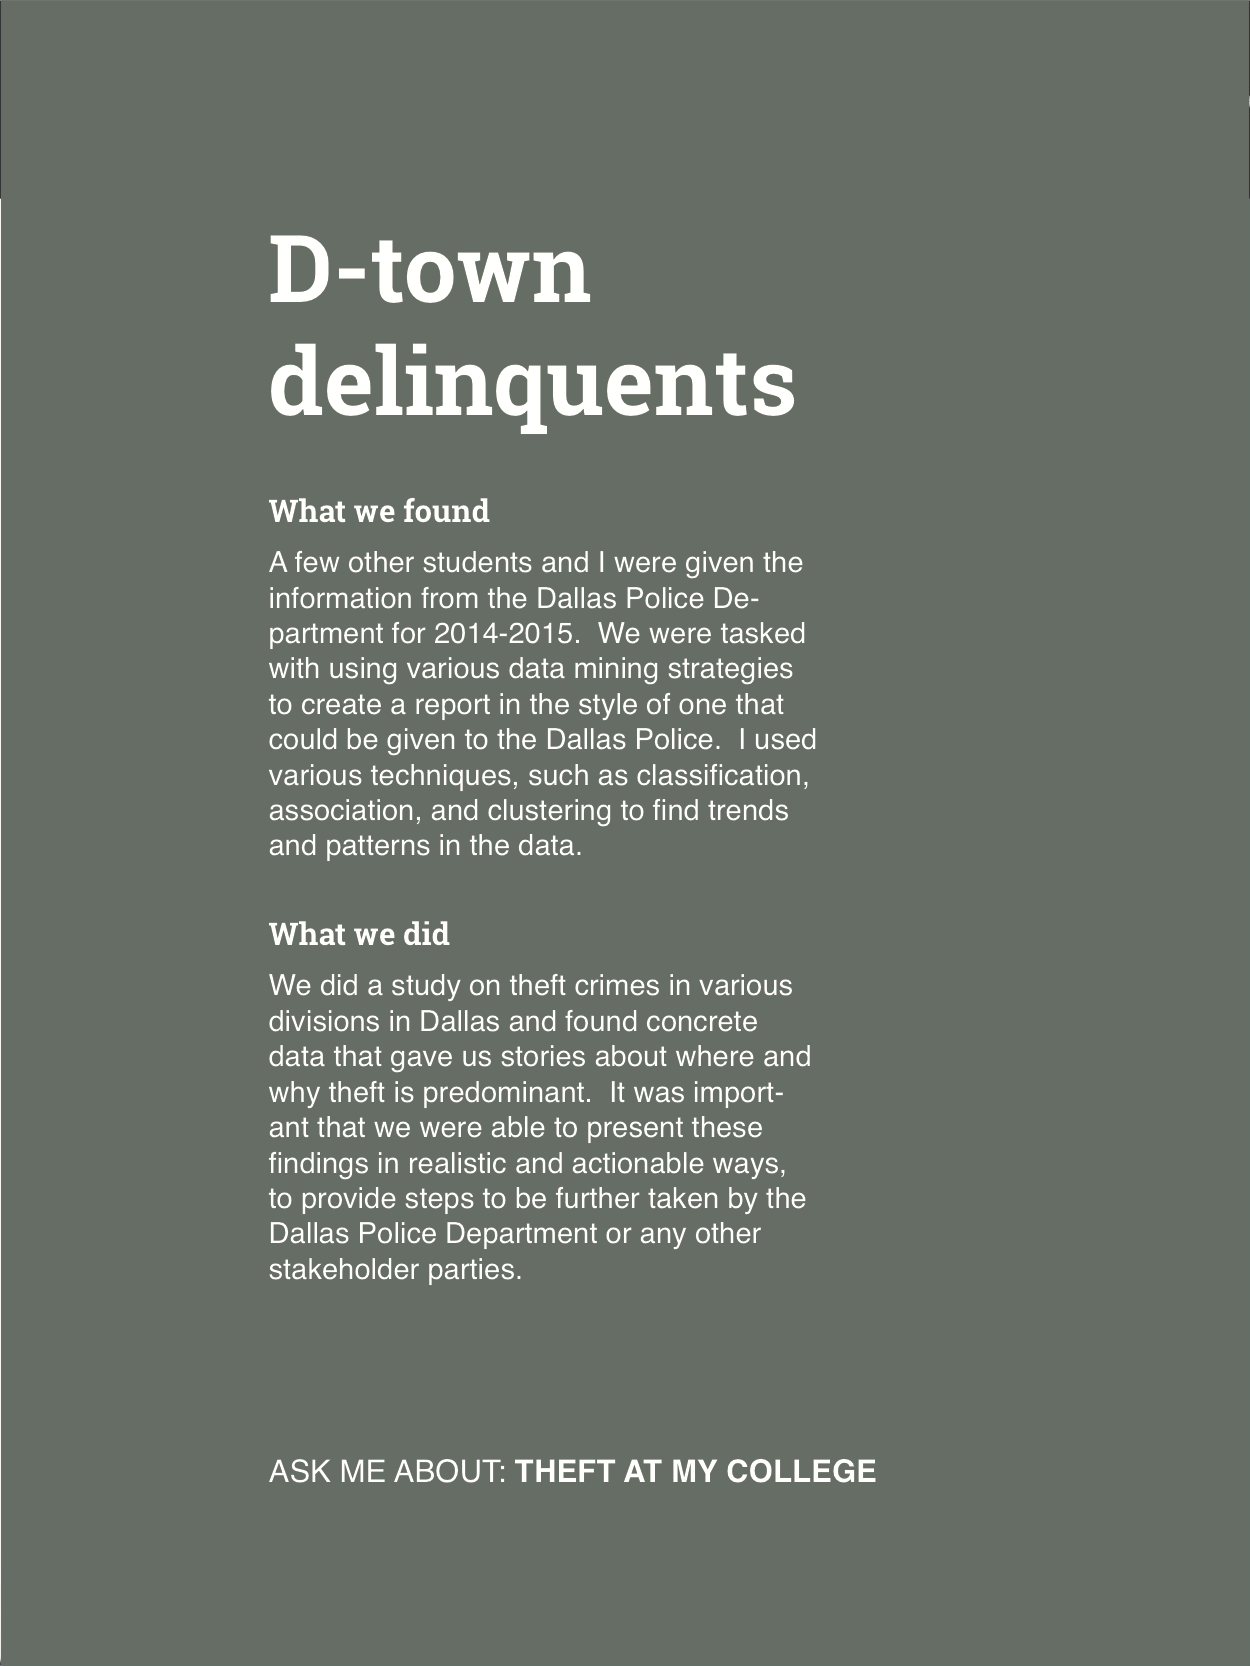 D-town
delinquents
What we found
A few other students and I were given the
information from the Dallas Police De-
partment for 2014-2015.  We were tasked
with using various data mining strategies
to create a report in the style of one that
could be given to the Dallas Police.  I used
various techniques, such as classification,
association, and clustering to find trends
and patterns in the data.
What we did
We did a study on theft crimes in various
divisions in Dallas and found concrete
data that gave us stories about where and
why theft is predominant.  It was import-
ant that we were able to present these
findings in realistic and actionable ways,
to provide steps to be further taken by the
Dallas Police Department or any other
stakeholder parties.
ASK ME ABOUT: THEFT AT MY COLLEGE